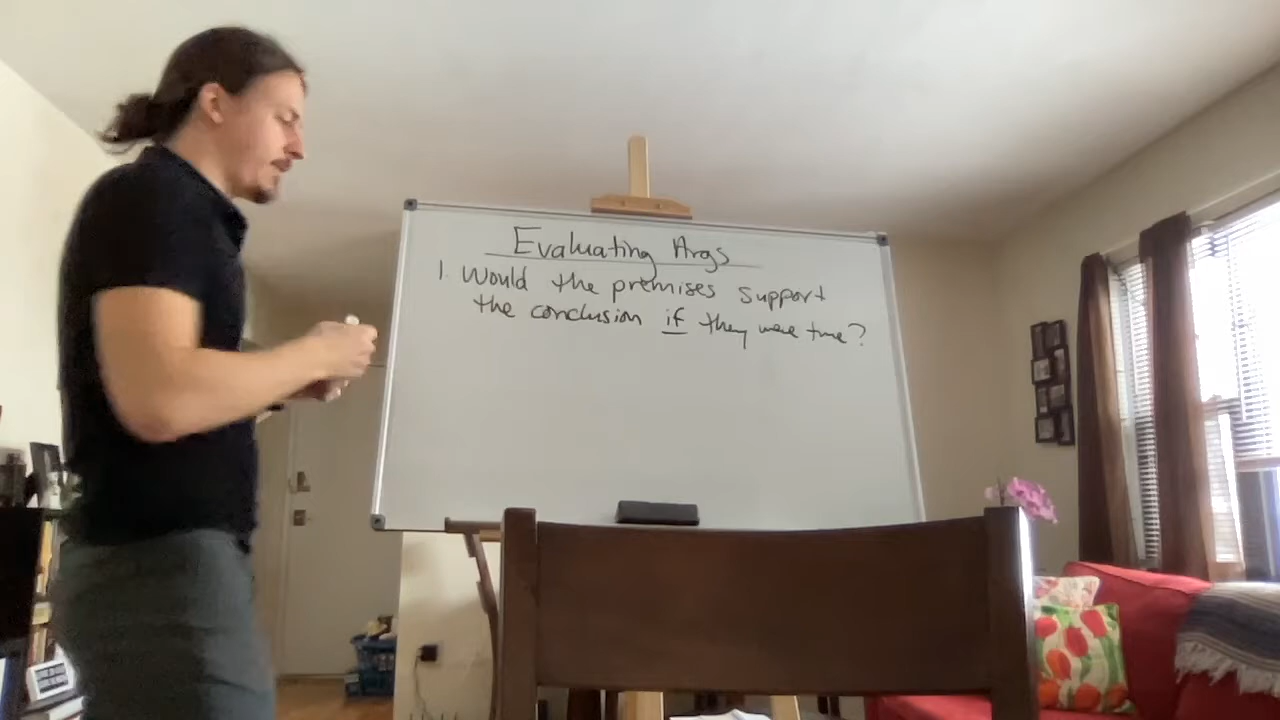 Evaluating Args
1. Would the premises support
the conclusion if they were true?